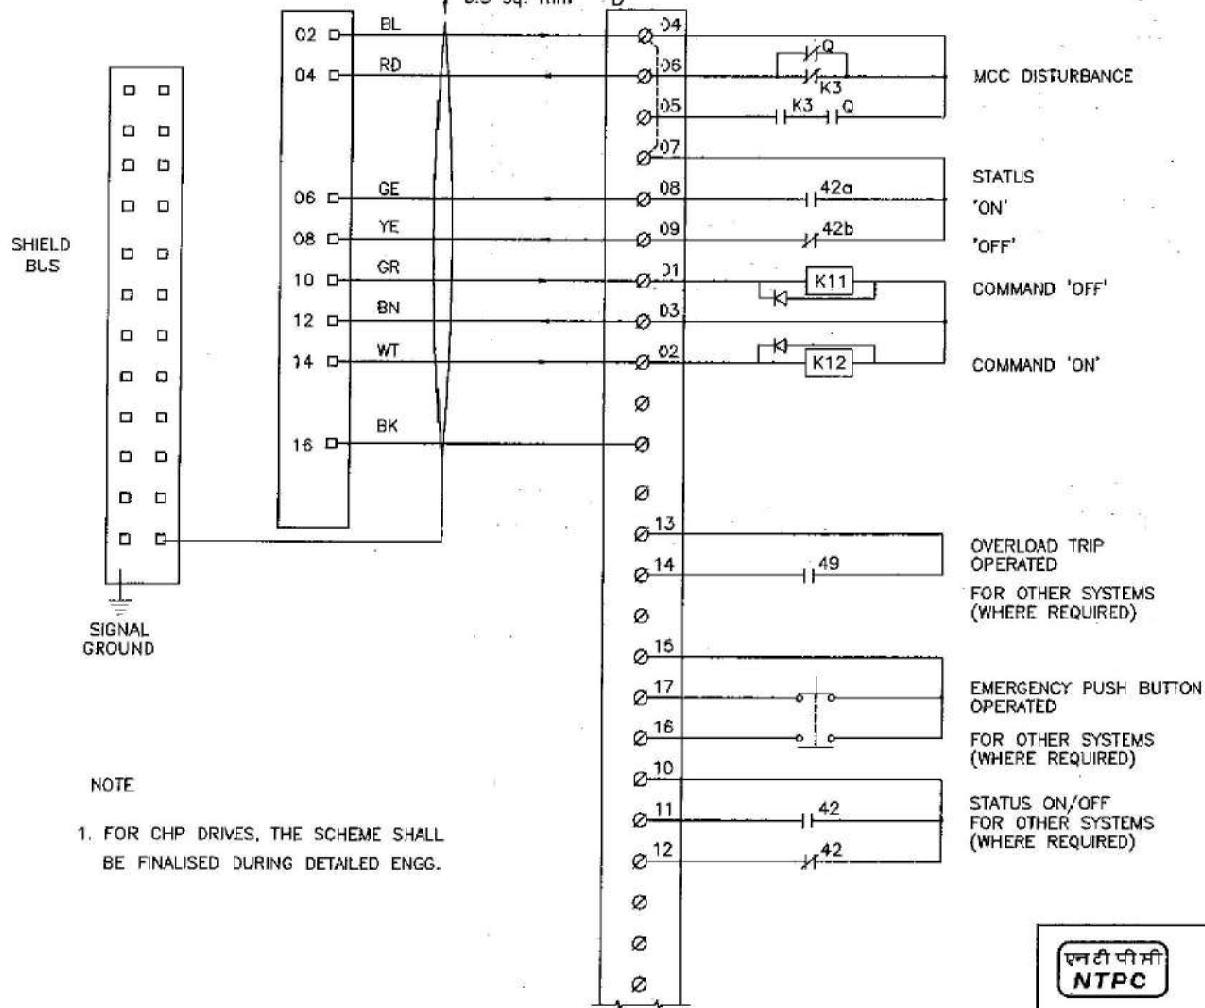 0.5 sq. mm.
D
02 BL 04
Q
04 RD 06
K3
MCC DISTURBANCE
05 K3 Q
07
STATUS
06 GE 08 42a
'ON'
08 YE 09 42b
'OFF'
SHIELD
BUS
10 GR 01 K11
COMMAND 'OFF'
12 BN 03
14 WT 02 K12
COMMAND 'ON'
16 BK
13
OVERLOAD TRIP
OPERATED
14 49
FOR OTHER SYSTEMS
(WHERE REQUIRED)
SIGNAL
GROUND
15
17
EMERGENCY PUSH BUTTON
OPERATED
16
FOR OTHER SYSTEMS
(WHERE REQUIRED)
10
NOTE
11 42
STATUS ON/OFF
FOR OTHER SYSTEMS
(WHERE REQUIRED)
1. FOR CHP DRIVES, THE SCHEME SHALL
BE FINALISED DURING DETAILED ENGG.
12 42
एनटीपीसी
NTPC